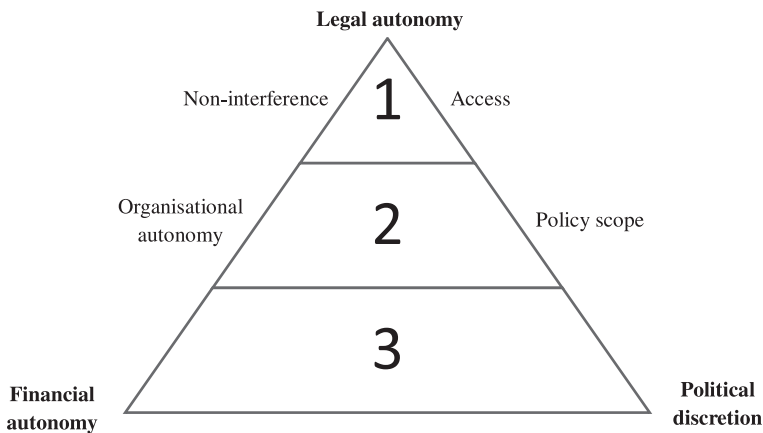 Legal autonomy
Non-interference
1
Access
Organisational
autonomy
2
Policy scope
3
Financial
autonomy
Political
discretion